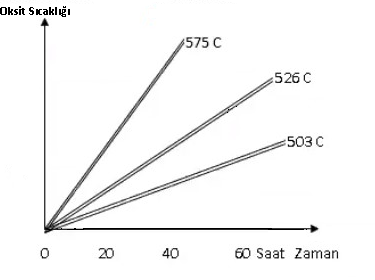 Oksit Sıcaklığı
575 C
526 C
503 C
0 20 40 60 Saat Zaman